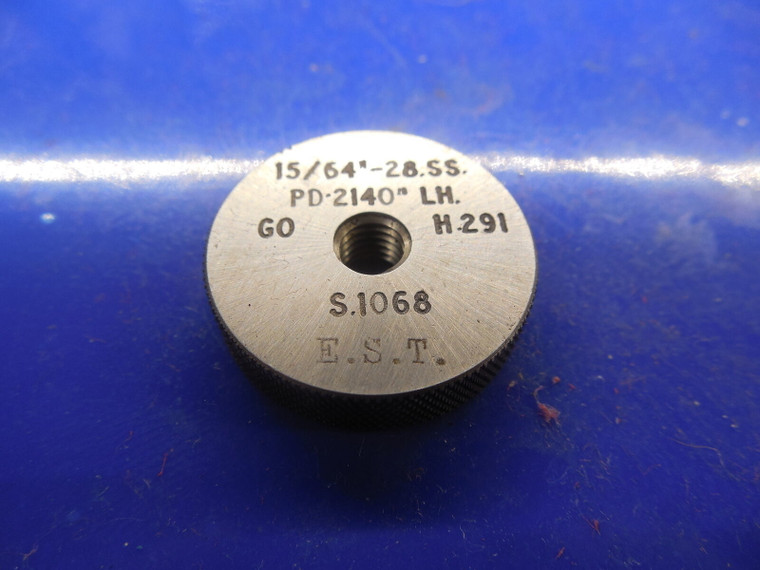 15/64"-28.SS.
PD.2140" LH.
GO H.291
S.1068
E.S.T.